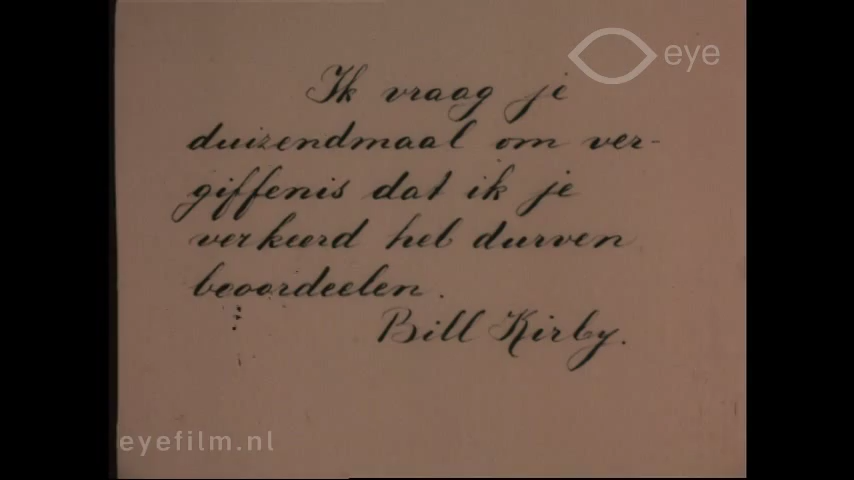 eye
Ik vraag je
duizendmaal om ver-
giffenis dat ik je
verkeerd heb durven
beoordeelen.
Bill Kirby.
eyefilm.nl